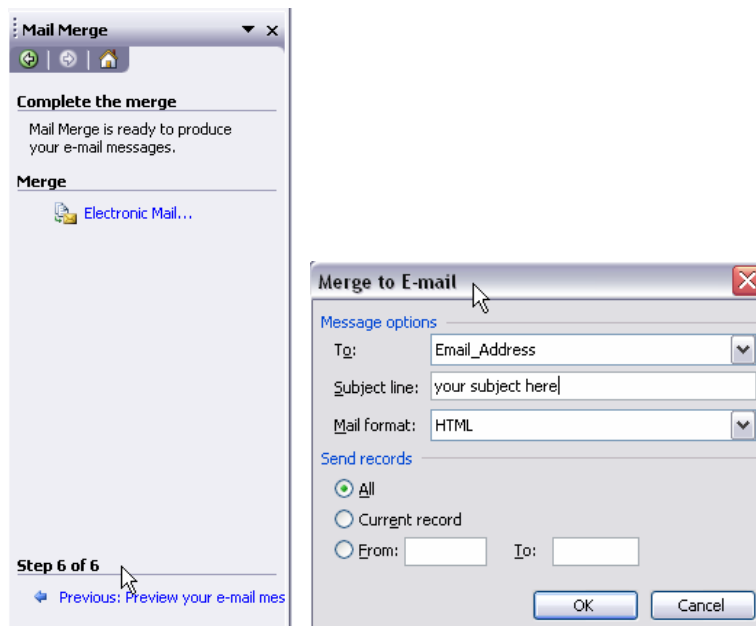 Mail Merge
Complete the merge
Mail Merge is ready to produce
your e-mail messages.
Merge
Electronic Mail...
Step 6 of 6
Previous: Preview your e-mail mes
Merge to E-mail
Message options
To: Email_Address
Subject line: your subject here
Mail format: HTML
Send records
All
Current record
From: To:
OK Cancel